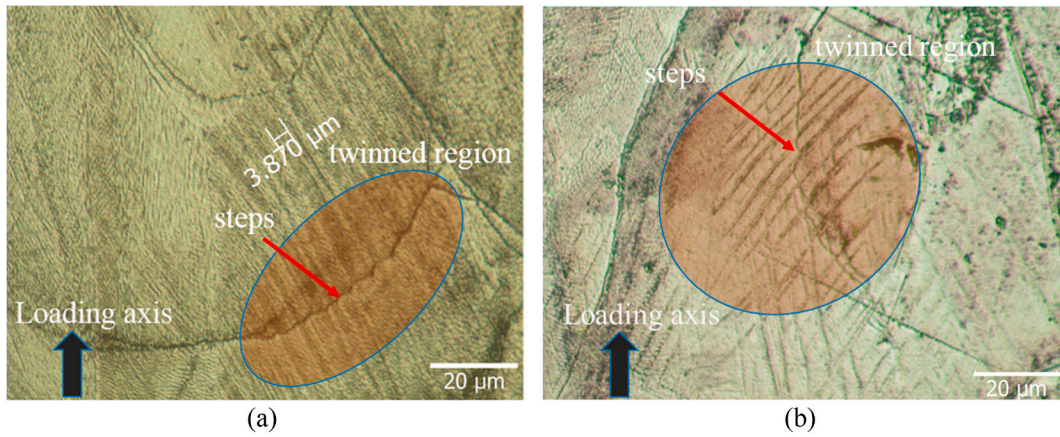 3.870 µm
twinned region
steps
Loading axis
20 µm
(a)
twinned region
steps
Loading axis
20 µm
(b)